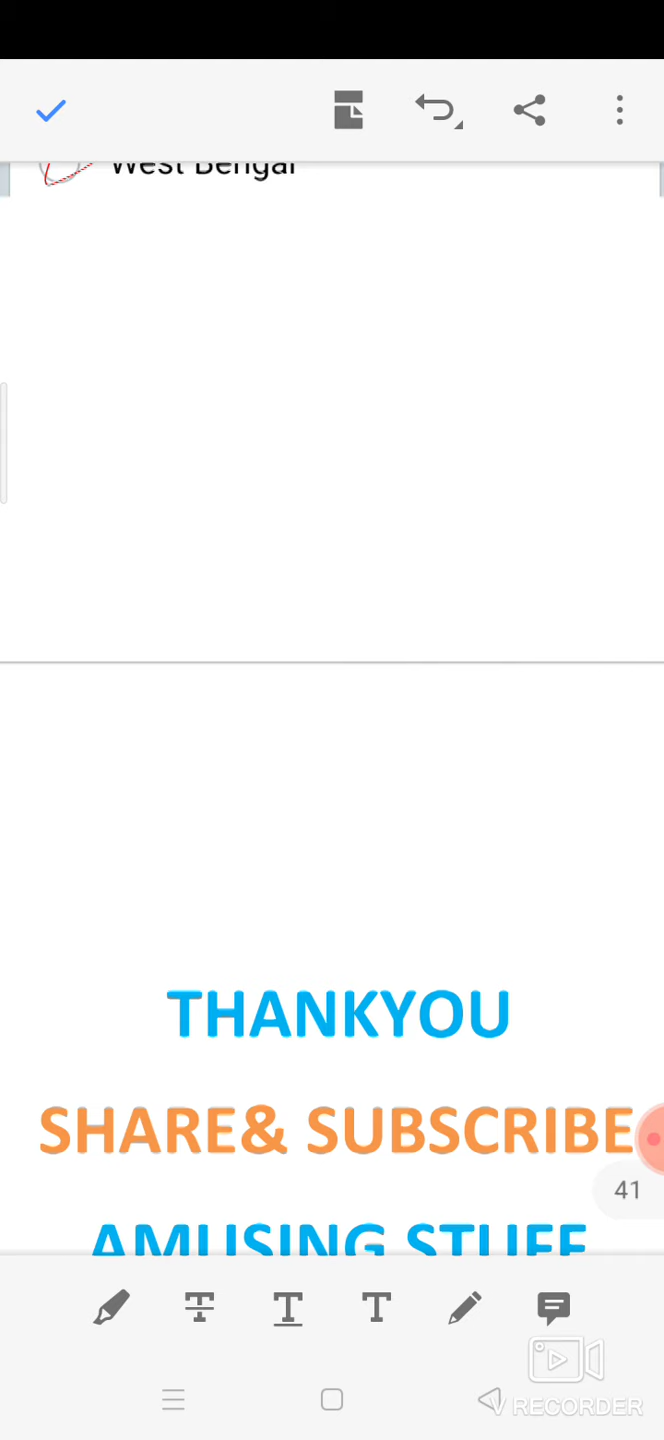 West Bengal
THANKYOU
SHARE& SUBSCRIBE
41
AMUSING STUFF
T T T
V RECORDER